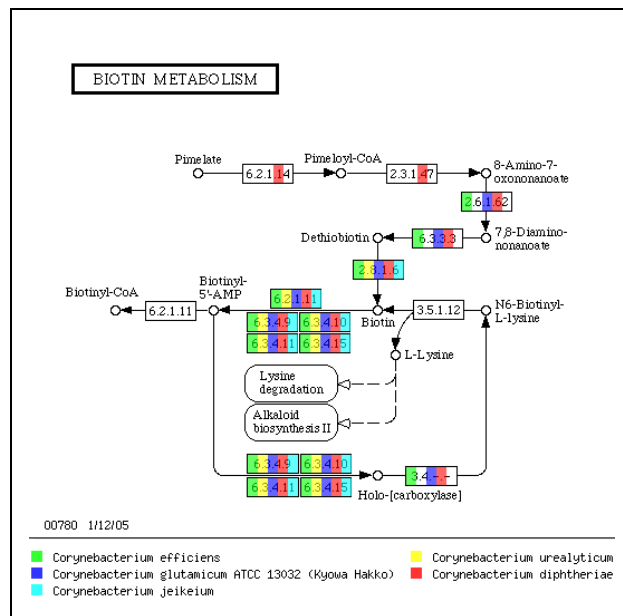 BIOTIN METABOLISM
Pimelate
6.2.1.14
Pimeloyl-CoA
2.3.1.47
8-Amino-7-
oxononanoate
2.6.1.62
Dethiobiotin
6.3.3.3
7,8-Diamino-
nonanoate
2.8.1.6
Biotinyl-CoA
6.2.1.11
Biotinyl-
5'-AMP
6.2.1.11
6.3.4.9
6.3.4.10
6.3.4.11
6.3.4.15
Biotin
3.5.1.12
N6-Biotinyl-
L-lysine
L-Lysine
Lysine
degradation
Alkaloid
biosynthesis II
6.3.4.9
6.3.4.10
6.3.4.11
6.3.4.15
Holo-[carboxylase]
3.4.-.-
00780 1/12/05
Corynebacterium efficiens
Corynebacterium urealyticum
Corynebacterium glutamicum ATCC 13032 (Kyowa Hakko)
Corynebacterium diphtheriae
Corynebacterium jeikeium